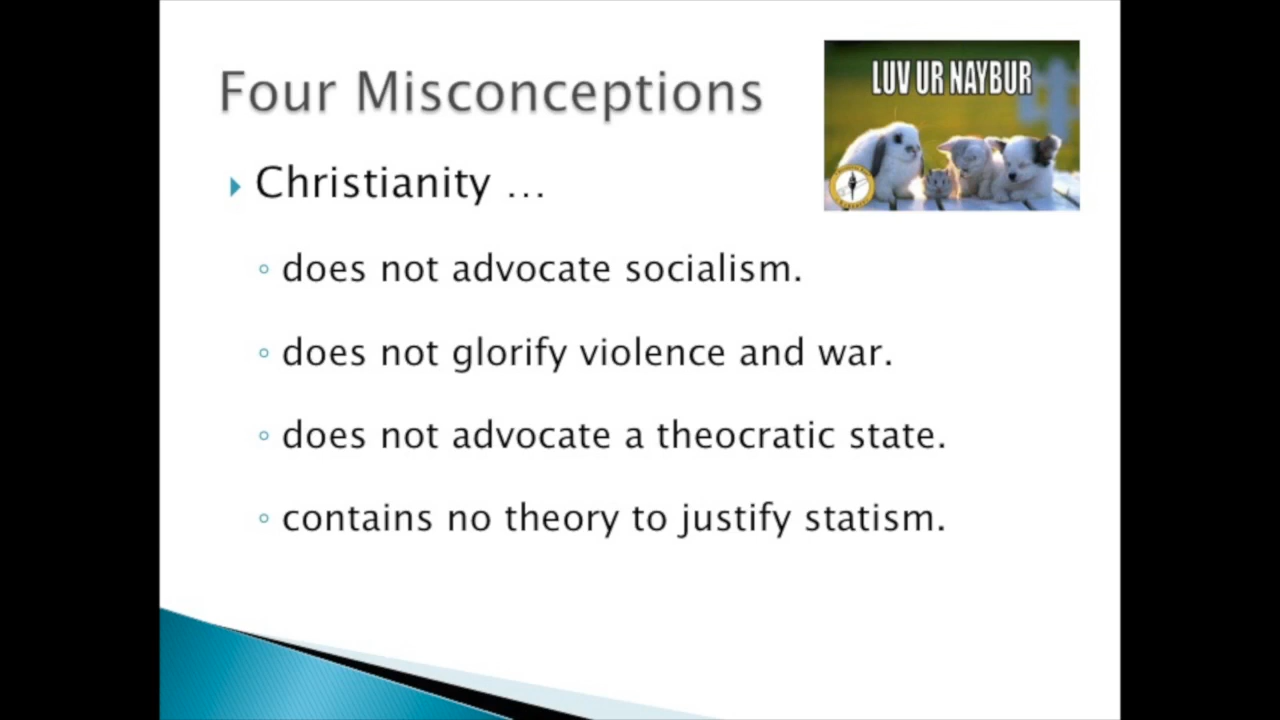 Four Misconceptions
LUV UR NAYBUR
Christianity …
does not advocate socialism.
does not glorify violence and war.
does not advocate a theocratic state.
contains no theory to justify statism.